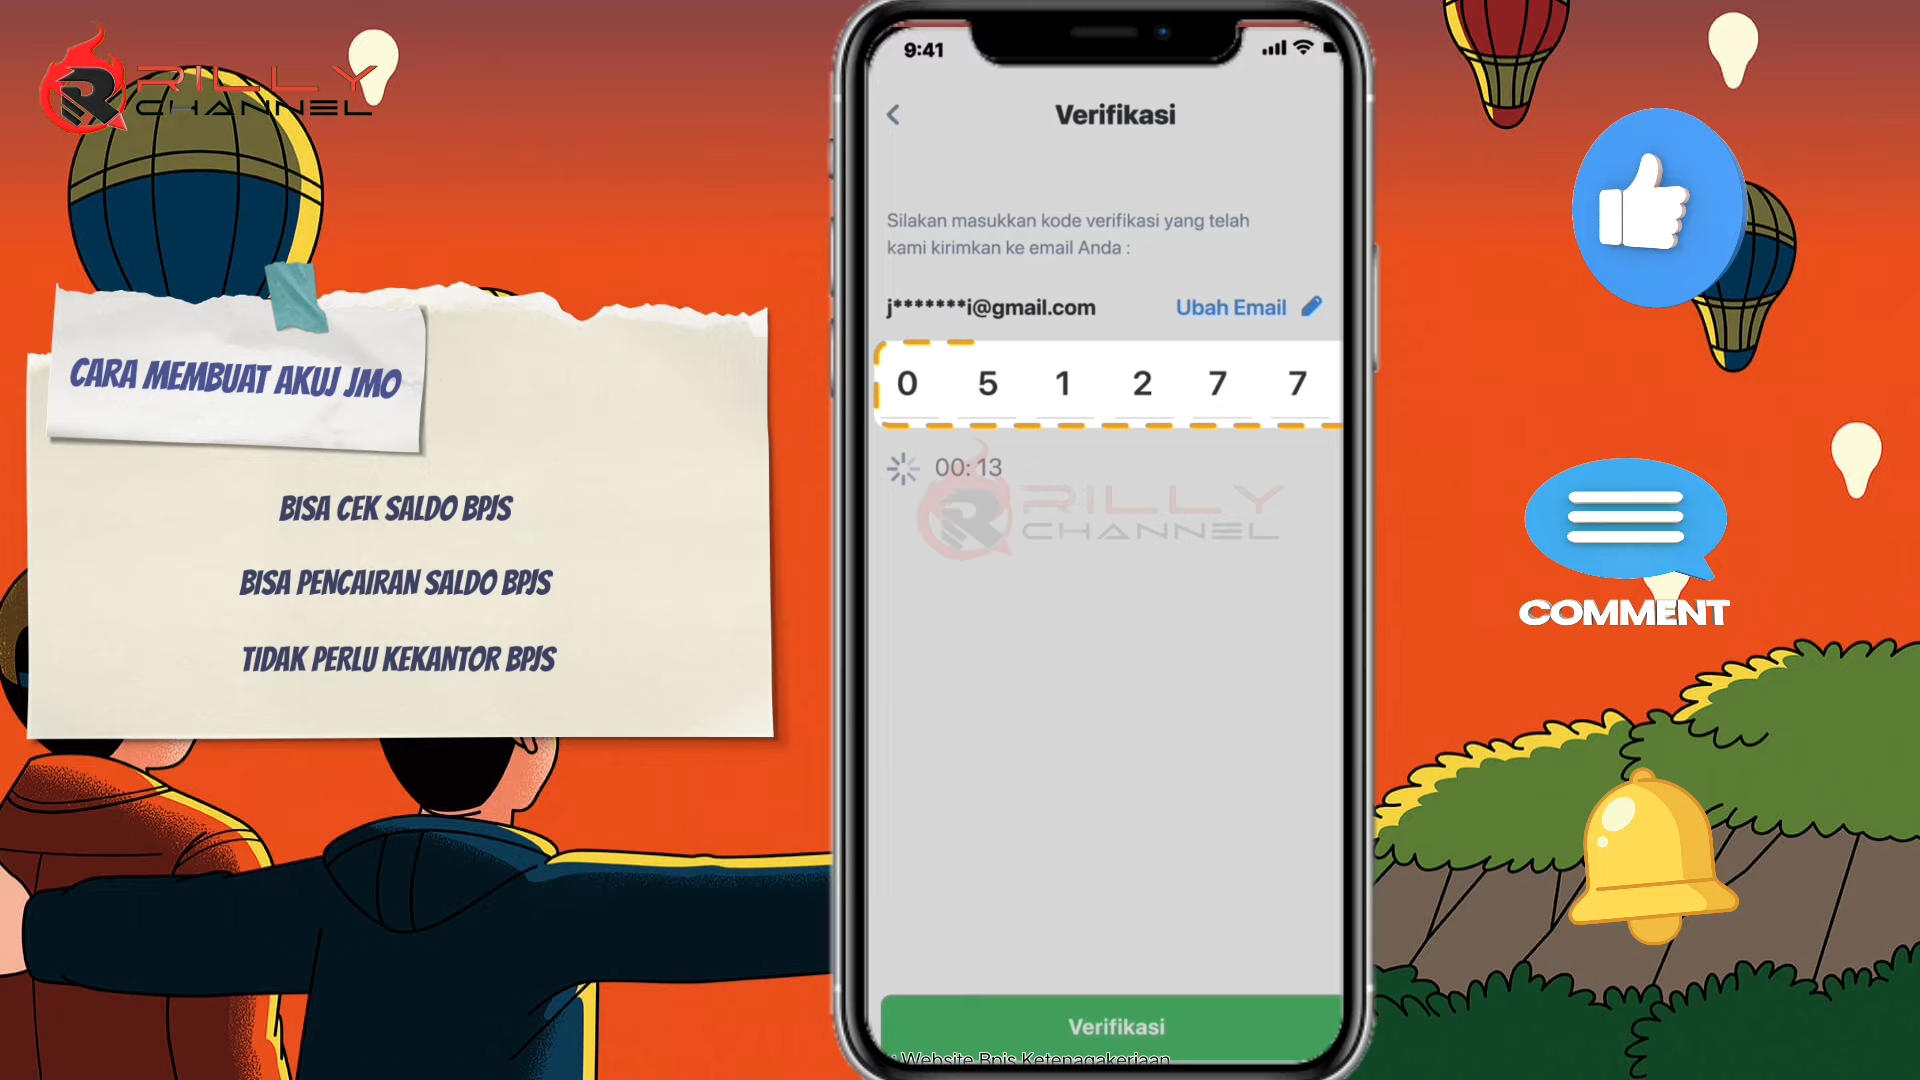 RILLY
CHANNEL
CARA MEMBUAT AKUJ JMO
BISA CEK SALDO BPJS
BISA PENCAIRAN SALDO BPJS
TIDAK PERLU KEKANTOR BPJS
9:41
Verifikasi
Silakan masukkan kode verifikasi yang telah
kami kirimkan ke email Anda :
j*******i@gmail.com Ubah Email
0 5 1 2 7 7
00:13
RILLY
CHANNEL
Verifikasi
: Website Bpjs Ketenagakerjaan
COMMENT